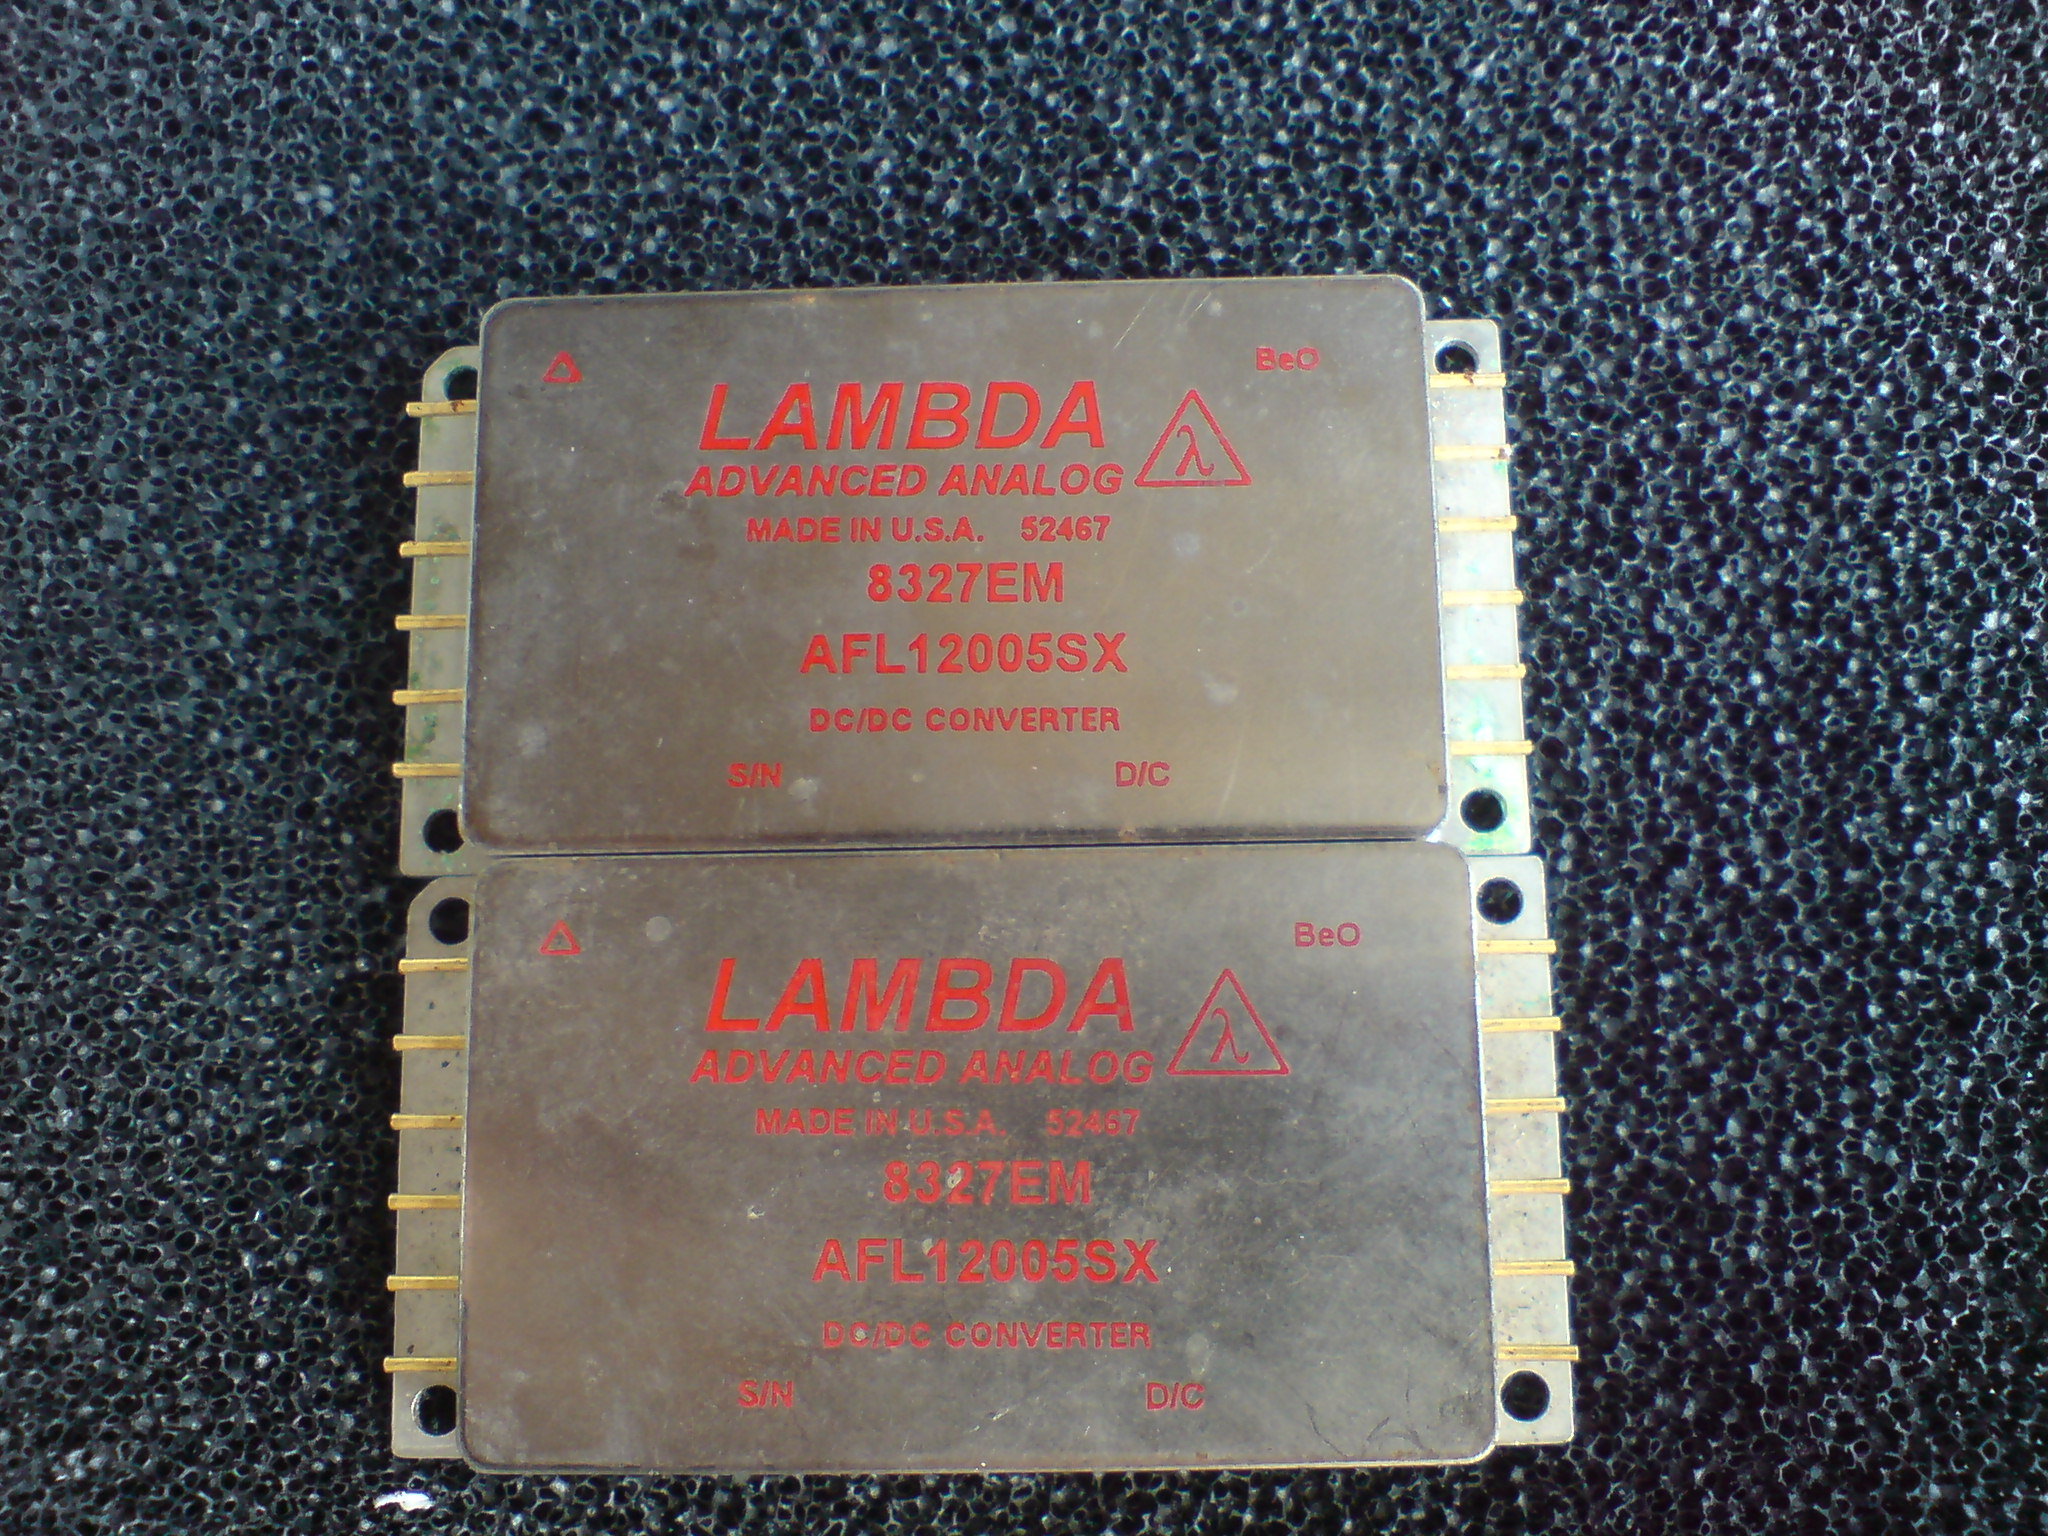 Δ BeO
LAMBDA
ADVANCED ANALOG λ
MADE IN U.S.A. 52467
8327EM
AFL12005SX
DC/DC CONVERTER
S/N D/C
Δ BeO
LAMBDA
ADVANCED ANALOG λ
MADE IN U.S.A. 52467
8327EM
AFL12005SX
DC/DC CONVERTER
S/N D/C